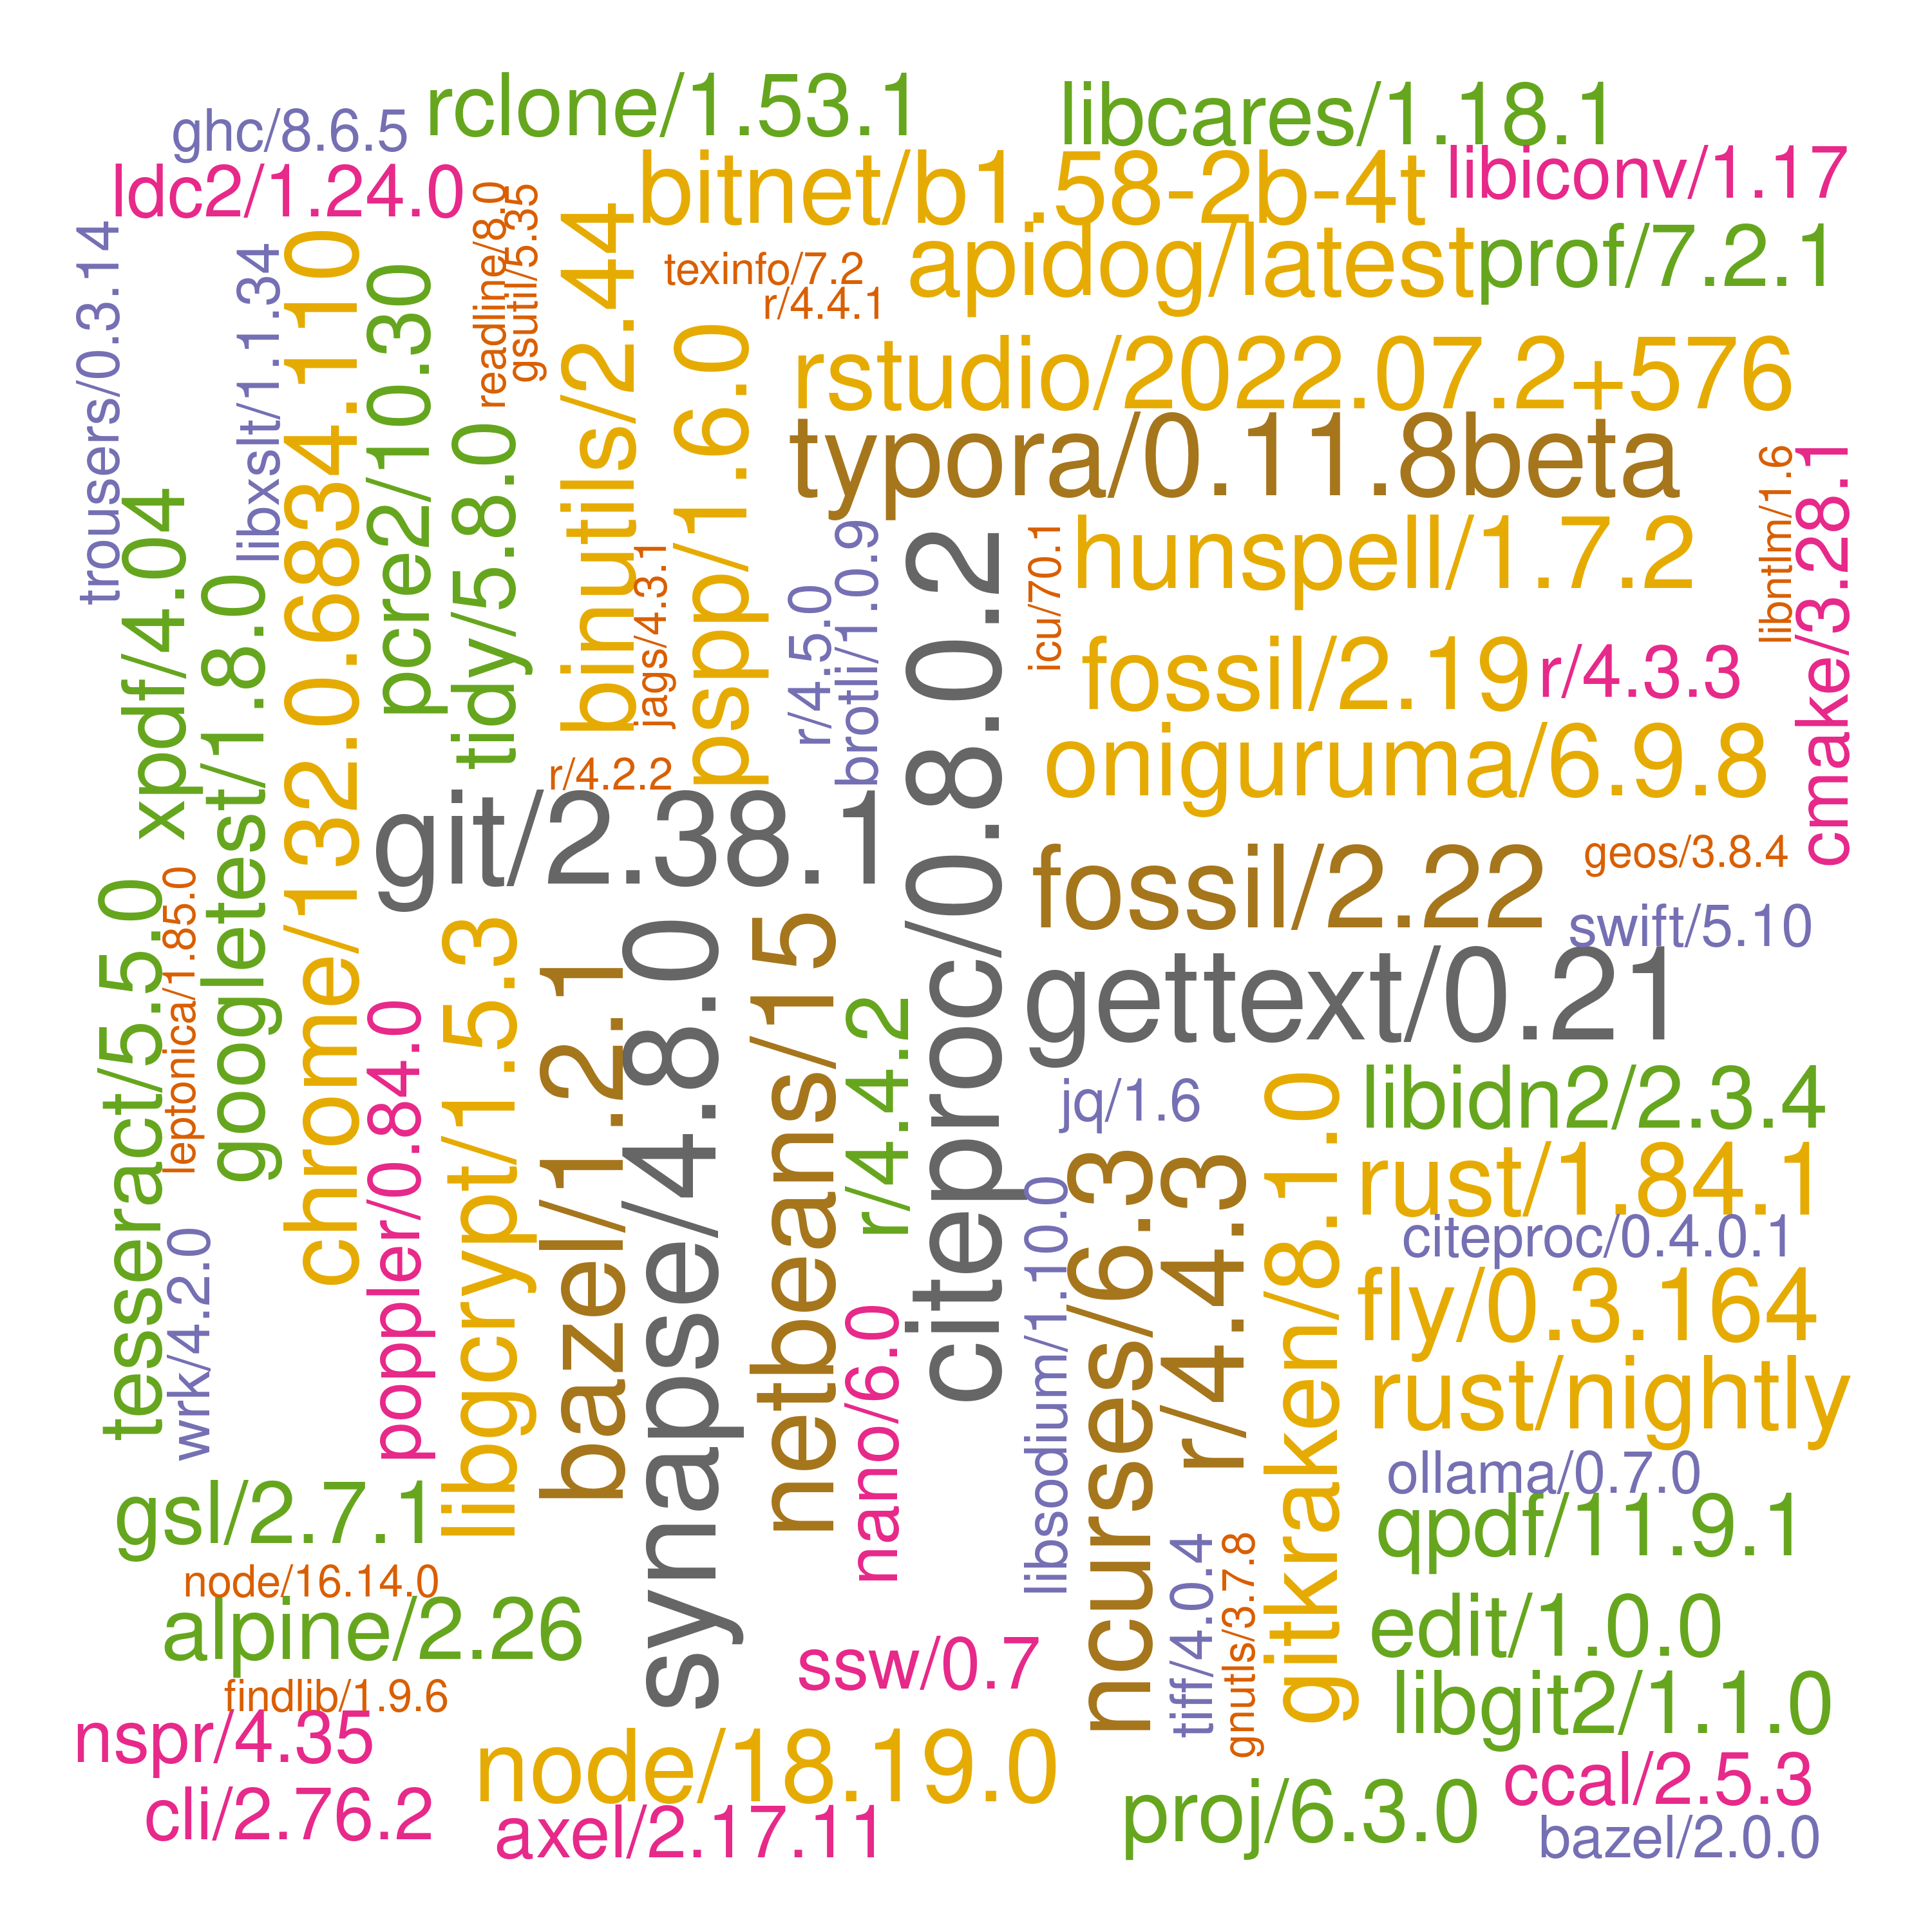 rclone/1.53.1
libcares/1.18.1
ghc/8.6.5
ldc2/1.24.0
bitnet/b1.58-2b-4t
libiconv/1.17
readline/8.0
gsutil/5.35
texinfo/7.2
r/4.4.1
apidog/latest
prof/7.2.1
trousers/0.3.14
libxslt/1.1.34
chrome/132.0.6834.110
pcre2/10.30
tidy/5.8.0
binutils/2.44
pspp/1.6.0
rstudio/2022.07.2+576
typora/0.11.8beta
xpdf/4.04
googletest/1.8.0
jags/4.3.1
r/4.5.0
brotli/1.0.9
citeproc/0.8.0.2
icu/70.1
hunspell/1.7.2
libntlm/1.6
cmake/3.28.1
fossil/2.19
r/4.3.3
oniguruma/6.9.8
r/4.2.2
git/2.38.1
fossil/2.22
geos/3.8.4
swift/5.10
tesseract/5.5.0
leptonica/1.85.0
poppler/0.84.0
libgcrypt/1.5.3
bazel/1.2.1
synapse/4.8.0
netbeans/15
r/4.4.2
gettext/0.21
jq/1.6
libidn2/2.3.4
rust/1.84.1
citeproc/0.4.0.1
wrk/4.2.0
nano/6.0
libsodium/1.10.0
ncurses/6.3
r/4.4.3
gitkraken/8.1.0
fly/0.3.164
rust/nightly
ollama/0.7.0
gsl/2.7.1
qpdf/11.9.1
node/16.14.0
alpine/2.26
tiff/4.0.4
gnutls/3.7.8
edit/1.0.0
ssw/0.7
findlib/1.9.6
libgit2/1.1.0
nspr/4.35
node/18.19.0
ccal/2.5.3
cli/2.76.2
axel/2.17.11
proj/6.3.0
bazel/2.0.0